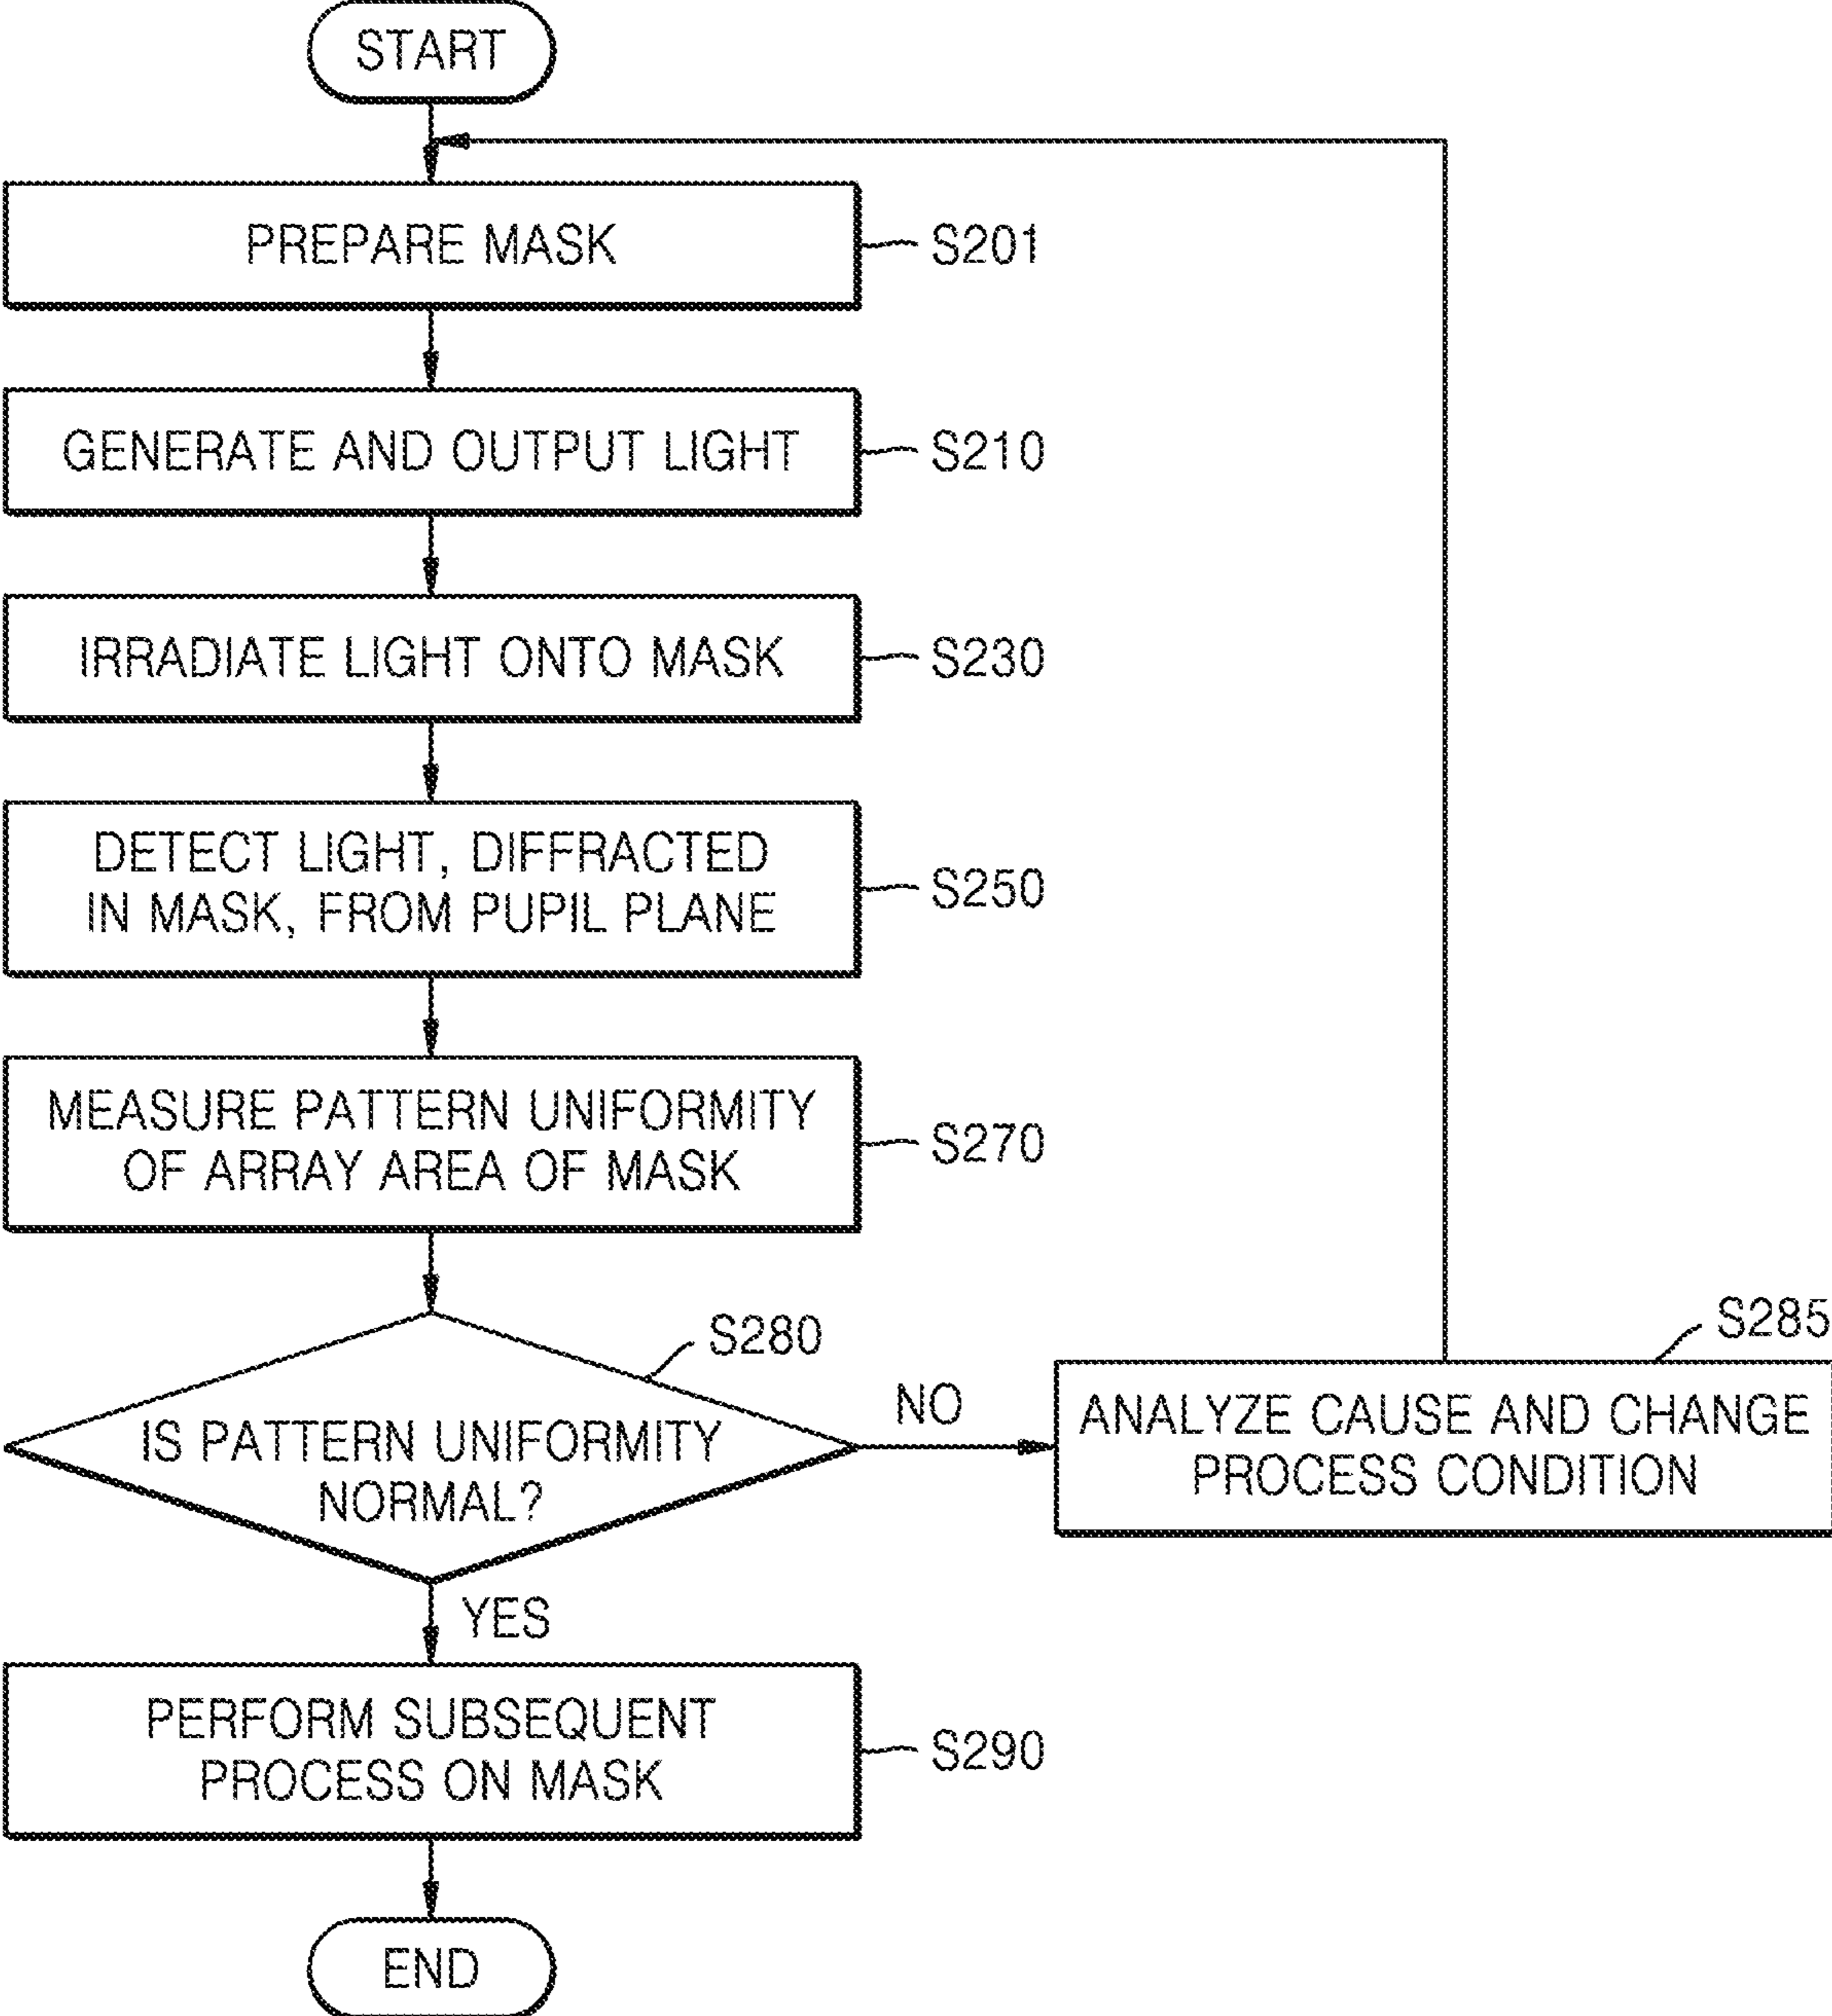 START
PREPARE MASK
S201
GENERATE AND OUTPUT LIGHT
S210
IRRADIATE LIGHT ONTO MASK
S230
DETECT LIGHT, DIFFRACTED
IN MASK, FROM PUPIL PLANE
S250
MEASURE PATTERN UNIFORMITY
OF ARRAY AREA OF MASK
S270
IS PATTERN UNIFORMITY
NORMAL?
S280
NO
ANALYZE CAUSE AND CHANGE
PROCESS CONDITION
S285
YES
PERFORM SUBSEQUENT
PROCESS ON MASK
S290
END